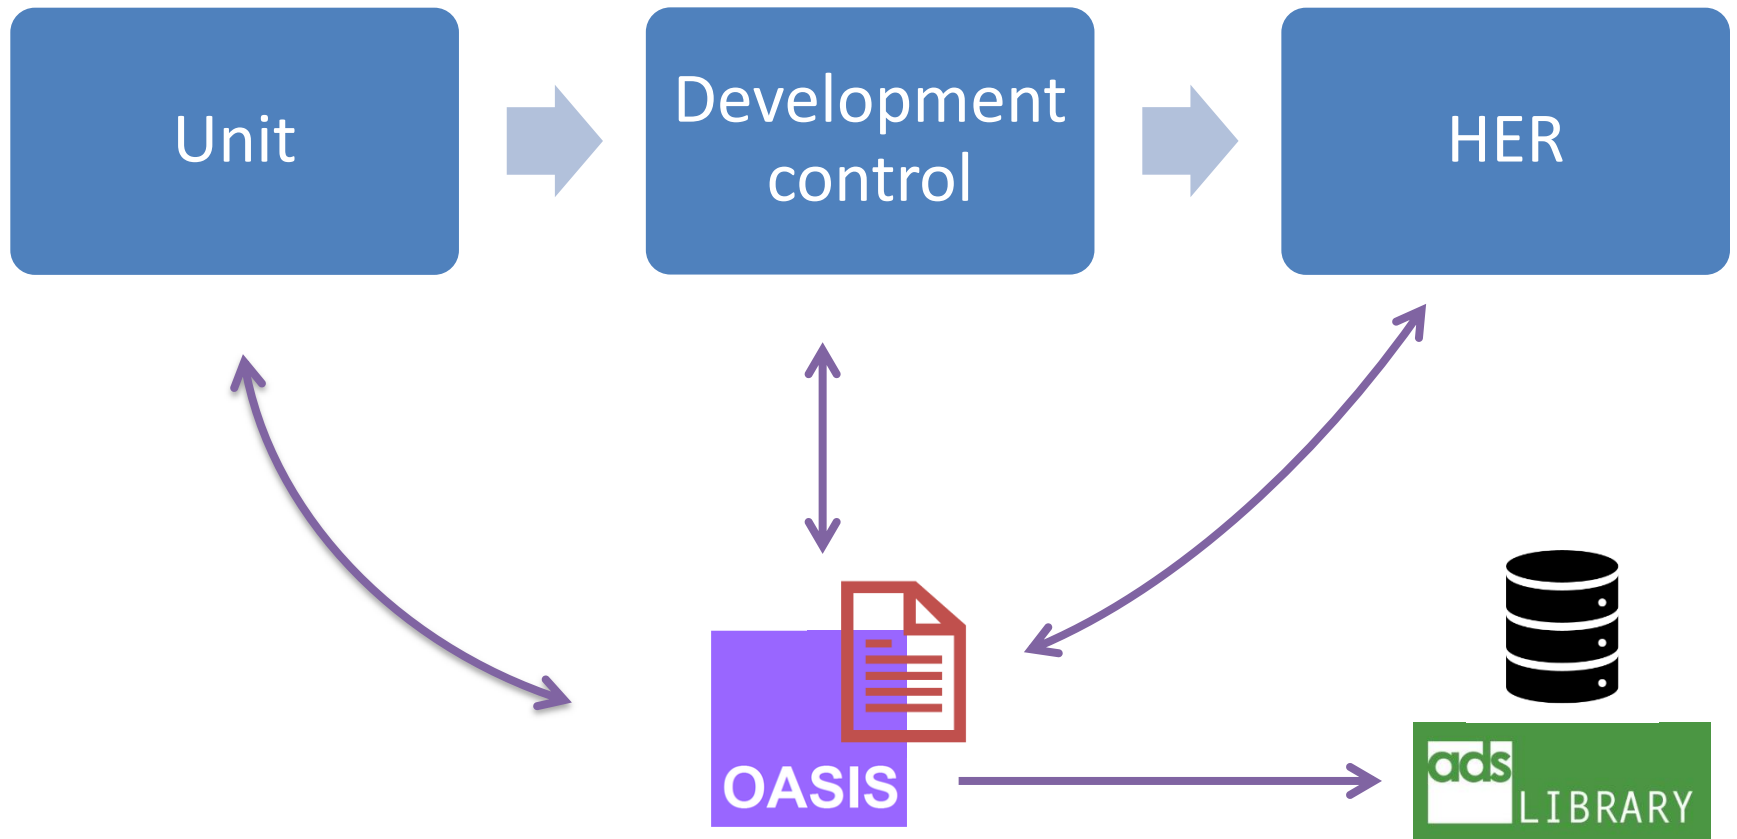 Unit
Development
control
HER
OASIS
ads
LIBRARY